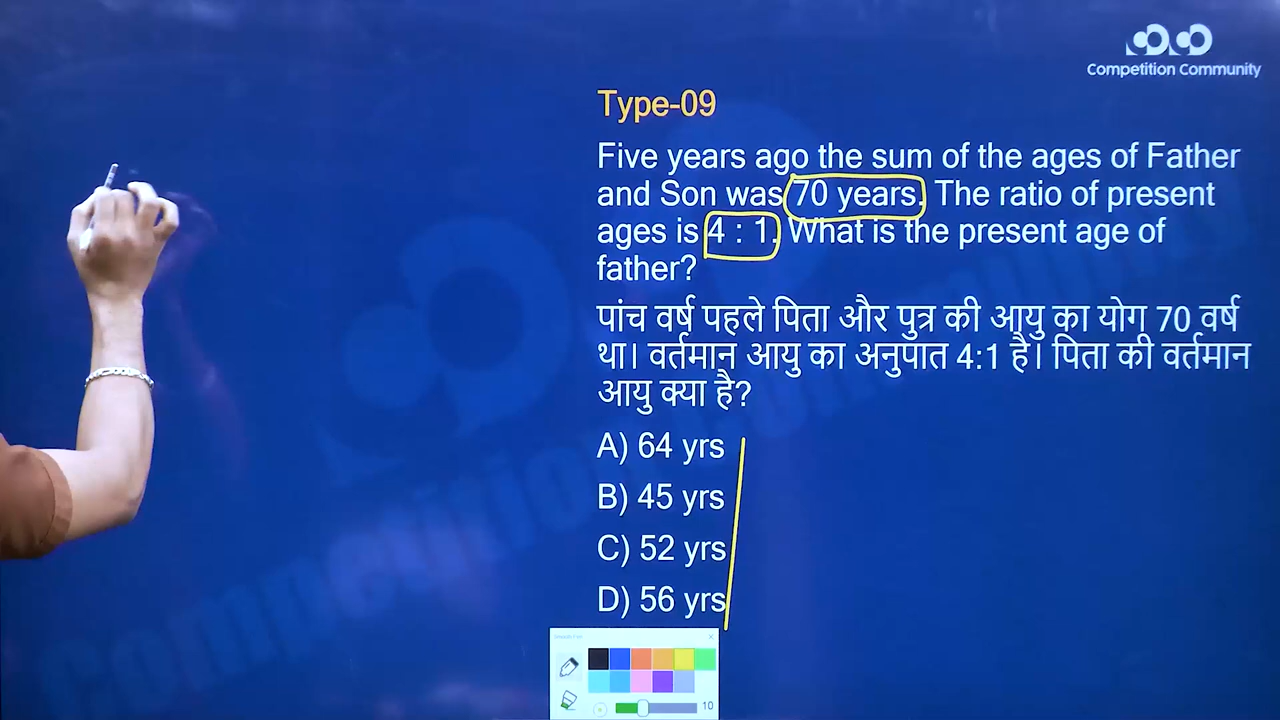 Competition Community
Type-09
Five years ago the sum of the ages of Father
and Son was 70 years. The ratio of present
ages is 4 : 1. What is the present age of
father?
पांच वर्ष पहले पिता और पुत्र की आयु का योग 70 वर्ष
था। वर्तमान आयु का अनुपात 4:1 है। पिता की वर्तमान
आयु क्या है?
A) 64 yrs
B) 45 yrs
C) 52 yrs
D) 56 yrs
10
Competition Community